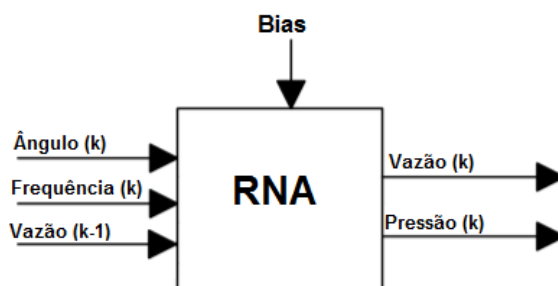 Bias
Ângulo (k)
Frequência (k)
Vazão (k-1)
RNA
Vazão (k)
Pressão (k)